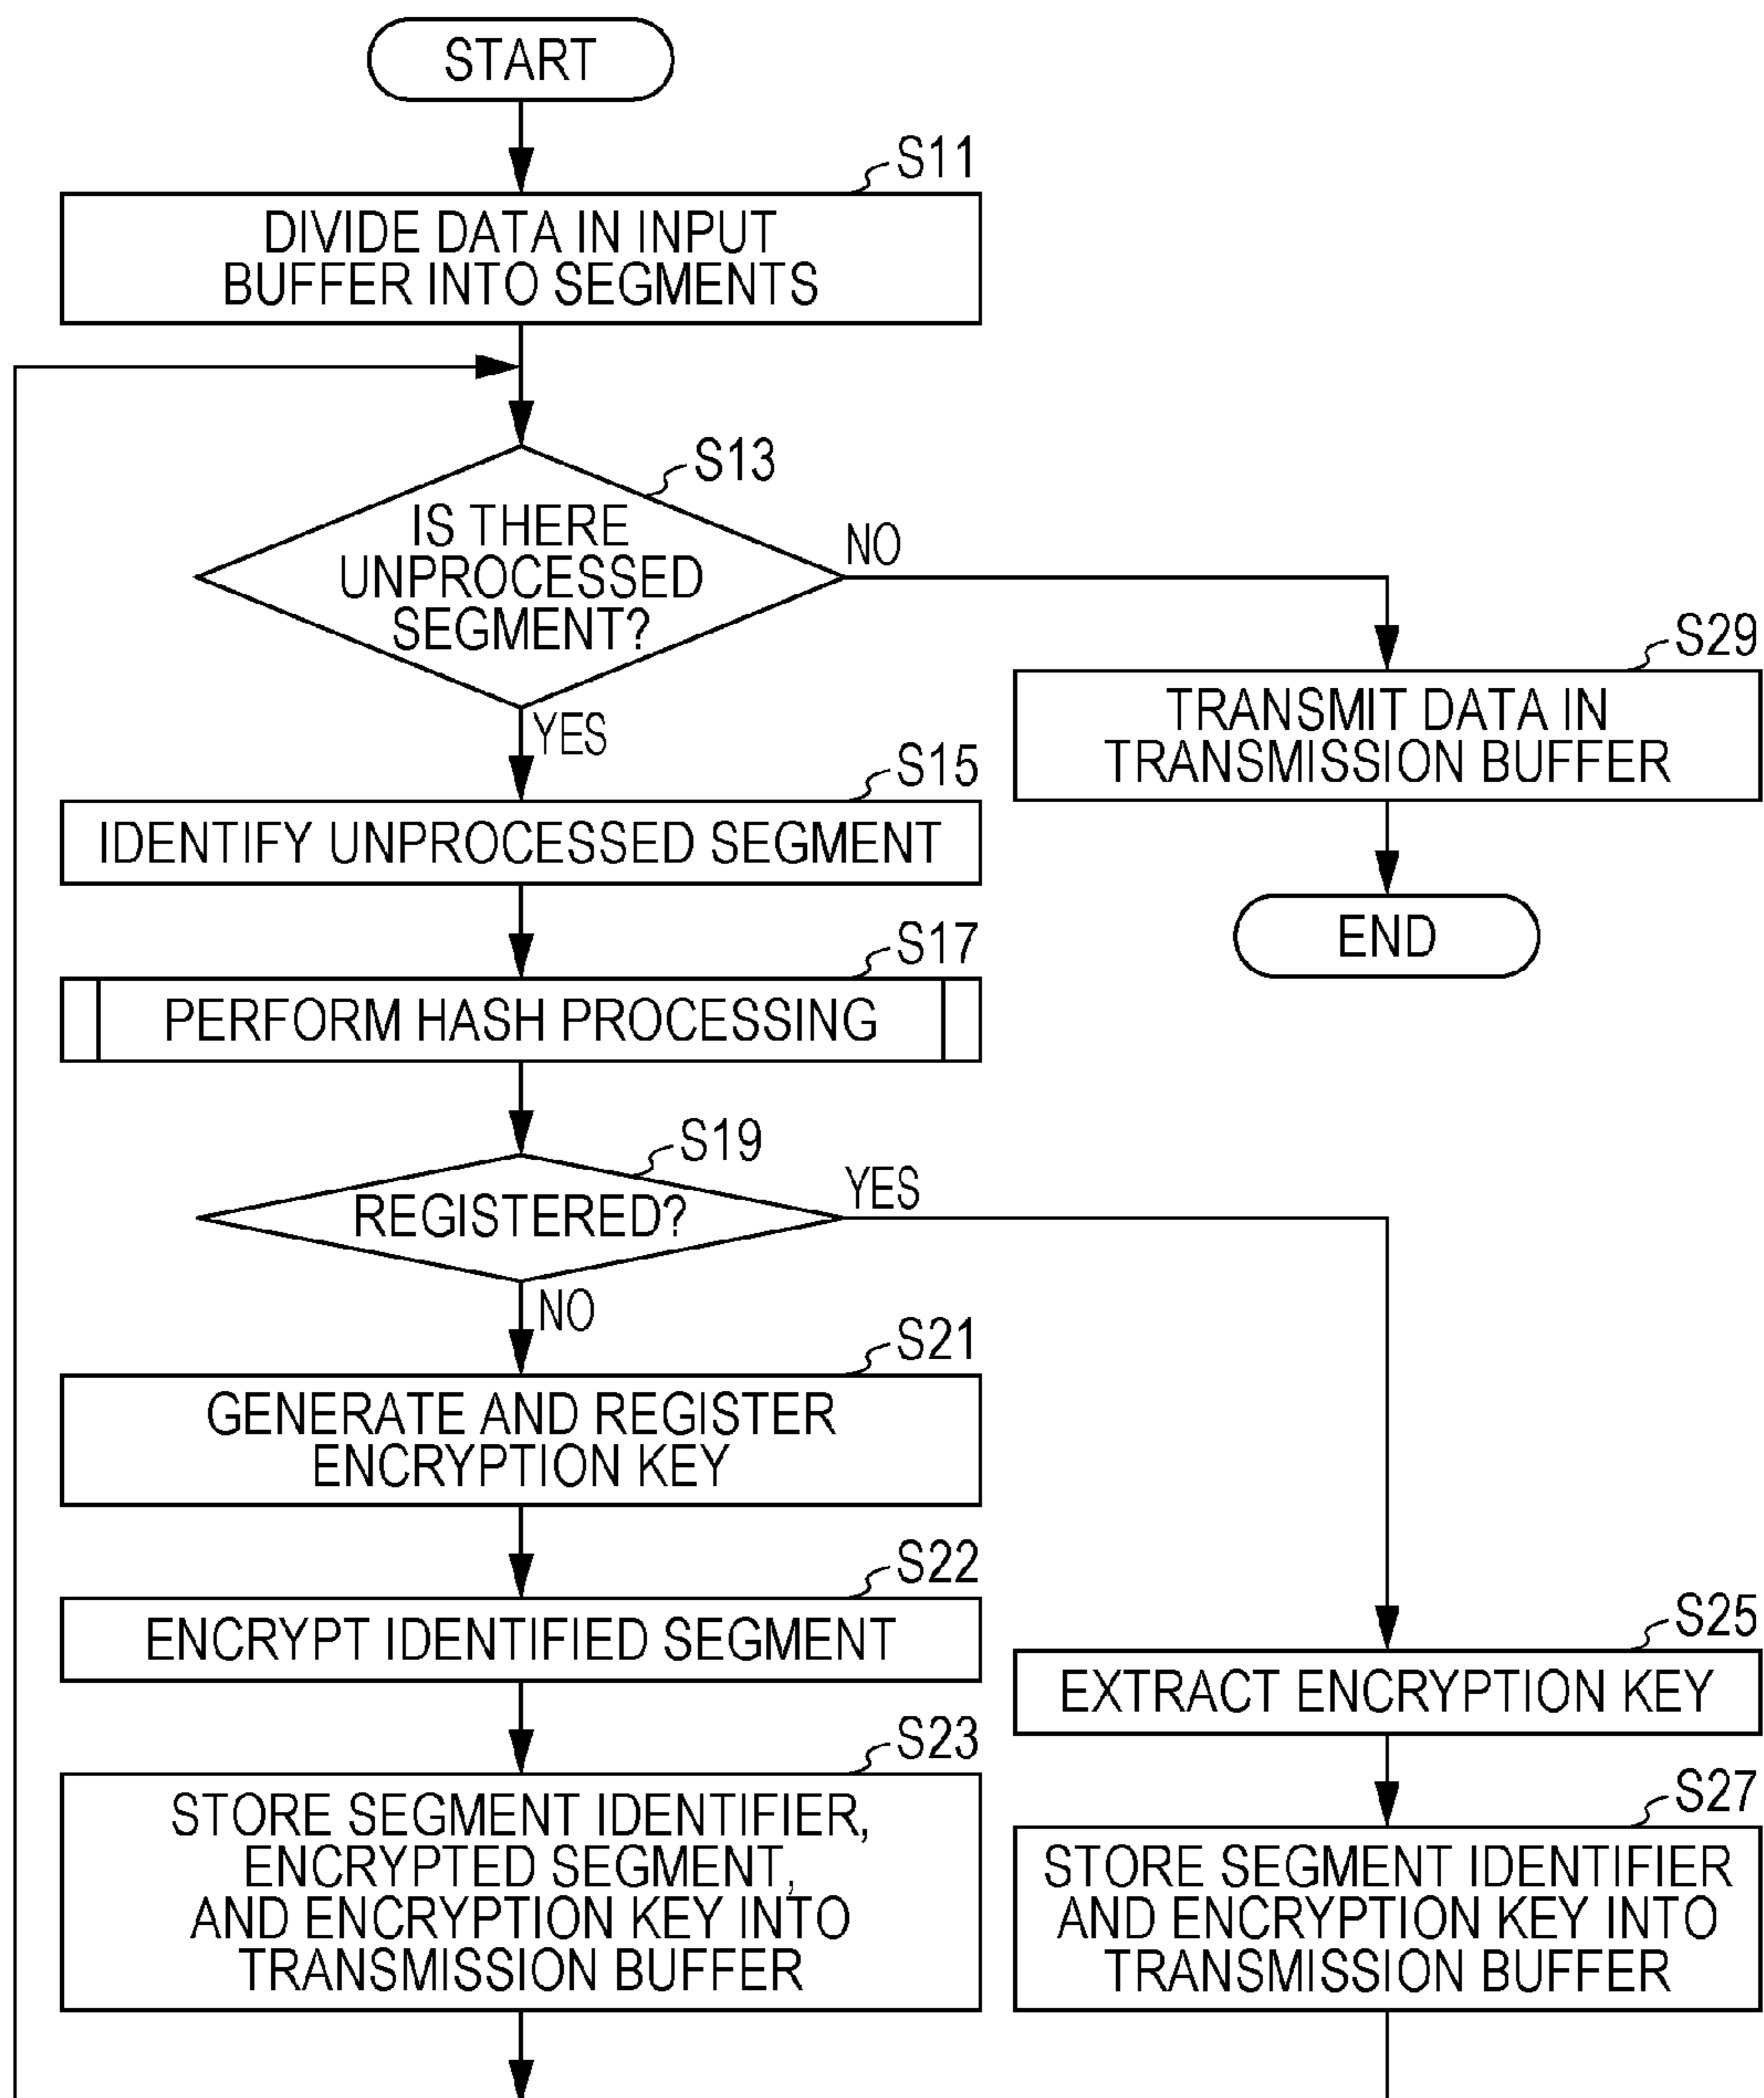 START
S11
DIVIDE DATA IN INPUT
BUFFER INTO SEGMENTS
S13
IS THERE
UNPROCESSED
SEGMENT?
NO
YES
S29
TRANSMIT DATA IN
TRANSMISSION BUFFER
END
S15
IDENTIFY UNPROCESSED SEGMENT
S17
PERFORM HASH PROCESSING
S19
REGISTERED?
YES
NO
S21
GENERATE AND REGISTER
ENCRYPTION KEY
S22
ENCRYPT IDENTIFIED SEGMENT
S23
STORE SEGMENT IDENTIFIER,
ENCRYPTED SEGMENT,
AND ENCRYPTION KEY INTO
TRANSMISSION BUFFER
S25
EXTRACT ENCRYPTION KEY
S27
STORE SEGMENT IDENTIFIER
AND ENCRYPTION KEY INTO
TRANSMISSION BUFFER